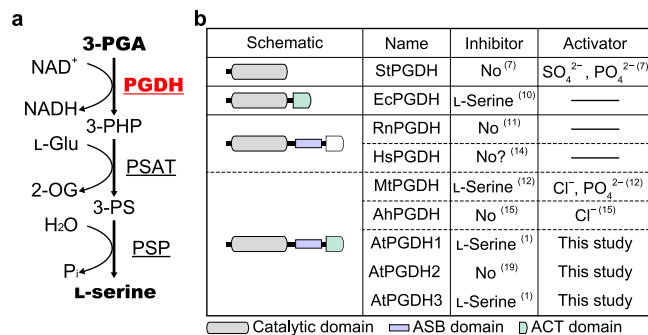 a
3-PGA
NAD⁺
PGDH
NADH
3-PHP
L-Glu
PSAT
2-OG
3-PS
H₂O
PSP
Pᵢ
L-serine
b
Schematic Name Inhibitor Activator
StPGDH No ⁽⁷⁾ SO₄²⁻, PO₄²⁻ ⁽⁷⁾
EcPGDH L-Serine ⁽¹⁰⁾ ——
RnPGDH No ⁽¹¹⁾ ——
HsPGDH No? ⁽¹⁴⁾ ——
MtPGDH L-Serine ⁽¹²⁾ Cl⁻, PO₄²⁻ ⁽¹²⁾
AhPGDH No ⁽¹⁵⁾ Cl⁻ ⁽¹⁵⁾
AtPGDH1 L-Serine ⁽¹⁾ This study
AtPGDH2 No ⁽¹⁹⁾ This study
AtPGDH3 L-Serine ⁽¹⁾ This study
Catalytic domain ASB domain ACT domain